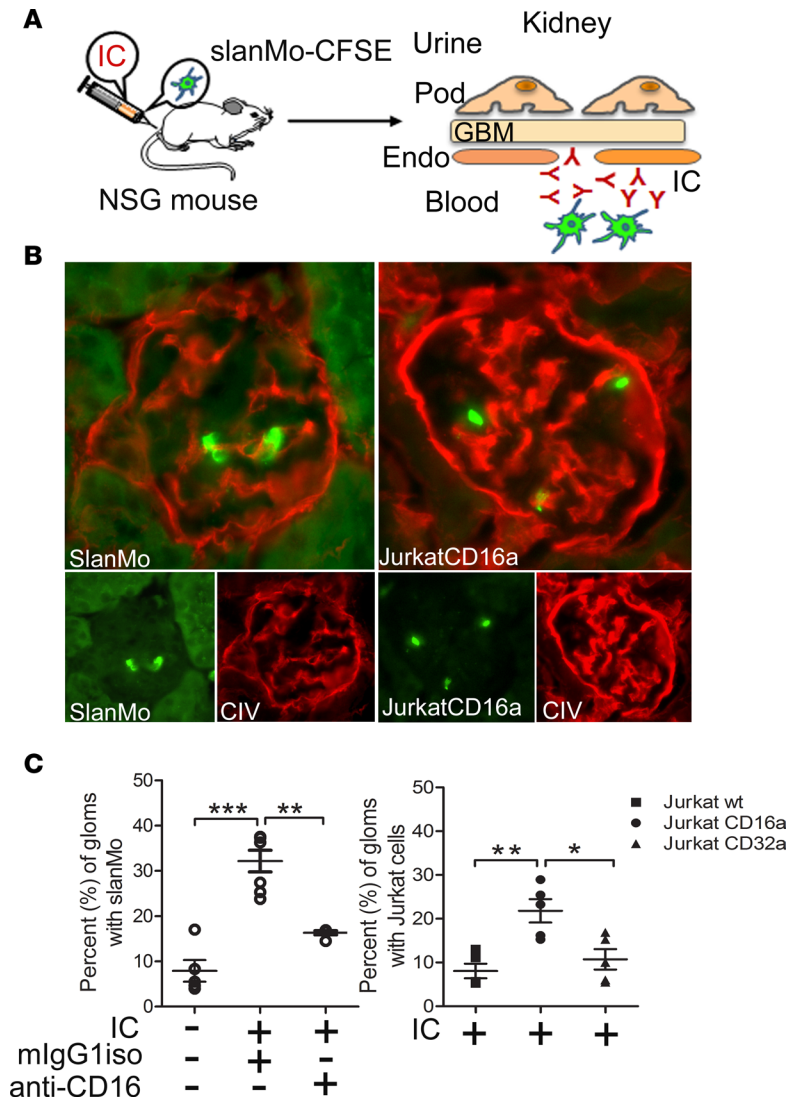 A
IC
slanMo-CFSE
NSG mouse
Urine
Kidney
Pod
GBM
Endo
Blood
IC
B
SlanMo
JurkatCD16a
SlanMo
CIV
JurkatCD16a
CIV
C
Percent (%) of gloms
with slanMo
50
40
30
20
10
0
*** **
IC - + +
mIgG1iso - + -
anti-CD16 - - +
Percent (%) of gloms
with Jurkat cells
50
40
30
20
10
0
** *
IC + + +
Jurkat wt
Jurkat CD16a
Jurkat CD32a